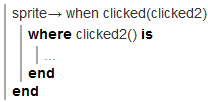 sprite→ when clicked(clicked2)
where clicked2() is
...
end
end